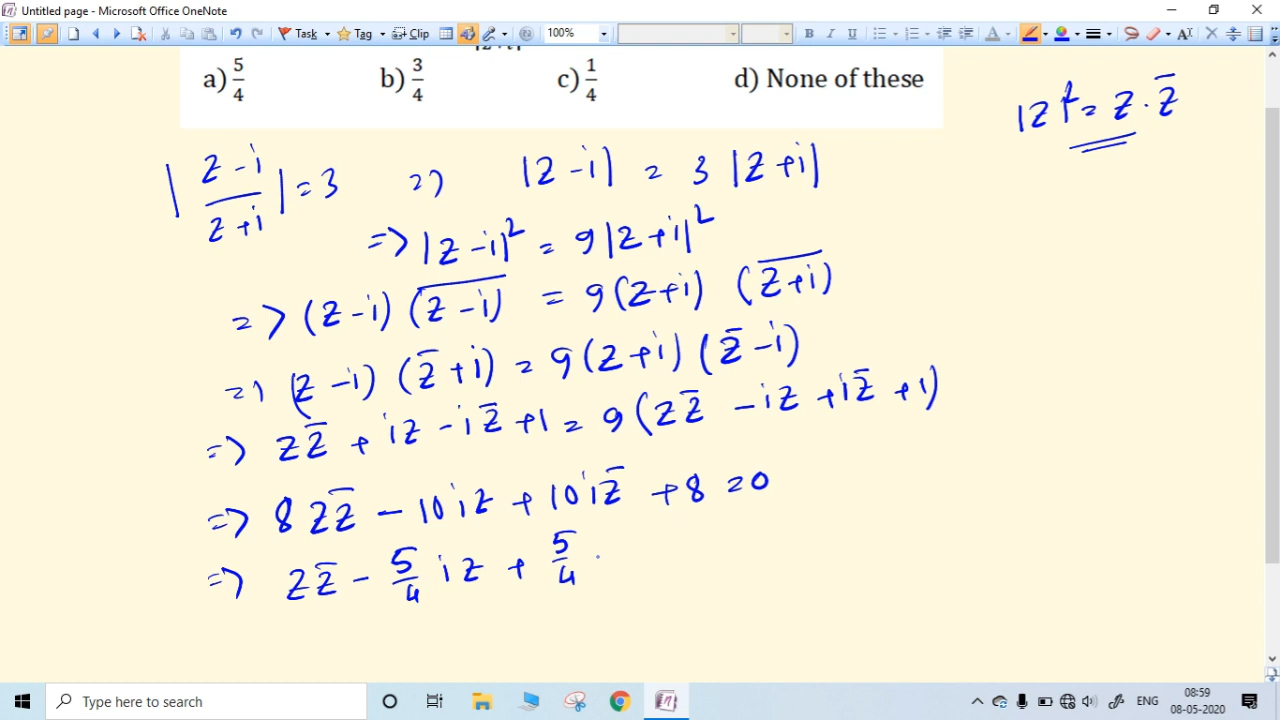 Untitled page - Microsoft Office OneNote
Task Tag Clip 100% B I U
a) 5/4 b) 3/4 c) 1/4 d) None of these
|z|² = z · z̄
|(z-i)/(z+i)| = 3 => |z-i| = 3 |z+i|
=> |z-i|² = 9|z+i|²
=> (z-i) (\overline{z-i}) = 9(z+i) (\overline{z+i})
=> (z-i) (z̄+i) = 9(z+i) (z̄-i)
=> zz̄ + iz - iz̄ + 1 = 9(zz̄ - iz + iz̄ + 1)
=> 8zz̄ - 10iz + 10iz̄ + 8 = 0
=> zz̄ - 5/4 iz + 5/4
Type here to search ENG 08:59
08-05-2020